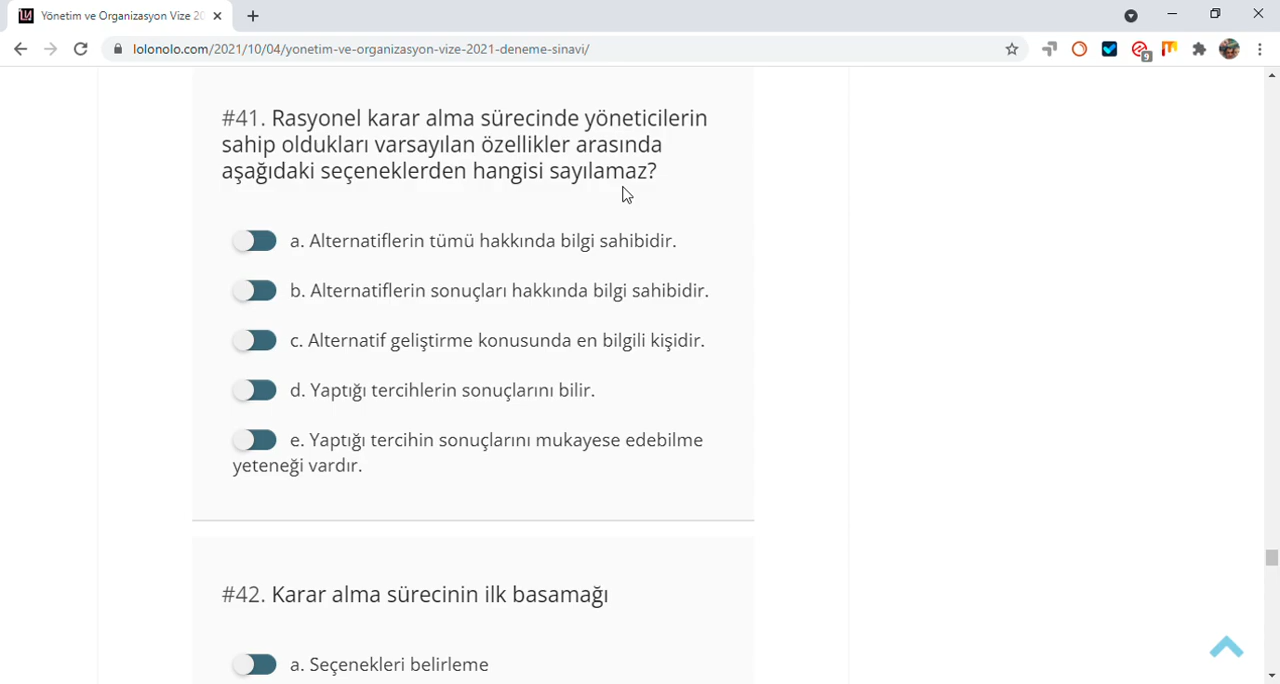 Yönetim ve Organizasyon Vize 20
lolonolo.com/2021/10/04/yonetim-ve-organizasyon-vize-2021-deneme-sinavi/
9
#41. Rasyonel karar alma sürecinde yöneticilerin
sahip oldukları varsayılan özellikler arasında
aşağıdaki seçeneklerden hangisi sayılamaz?
a. Alternatiflerin tümü hakkında bilgi sahibidir.
b. Alternatiflerin sonuçları hakkında bilgi sahibidir.
c. Alternatif geliştirme konusunda en bilgili kişidir.
d. Yaptığı tercihlerin sonuçlarını bilir.
e. Yaptığı tercihin sonuçlarını mukayese edebilme
yeteneği vardır.
#42. Karar alma sürecinin ilk basamağı
a. Seçenekleri belirleme